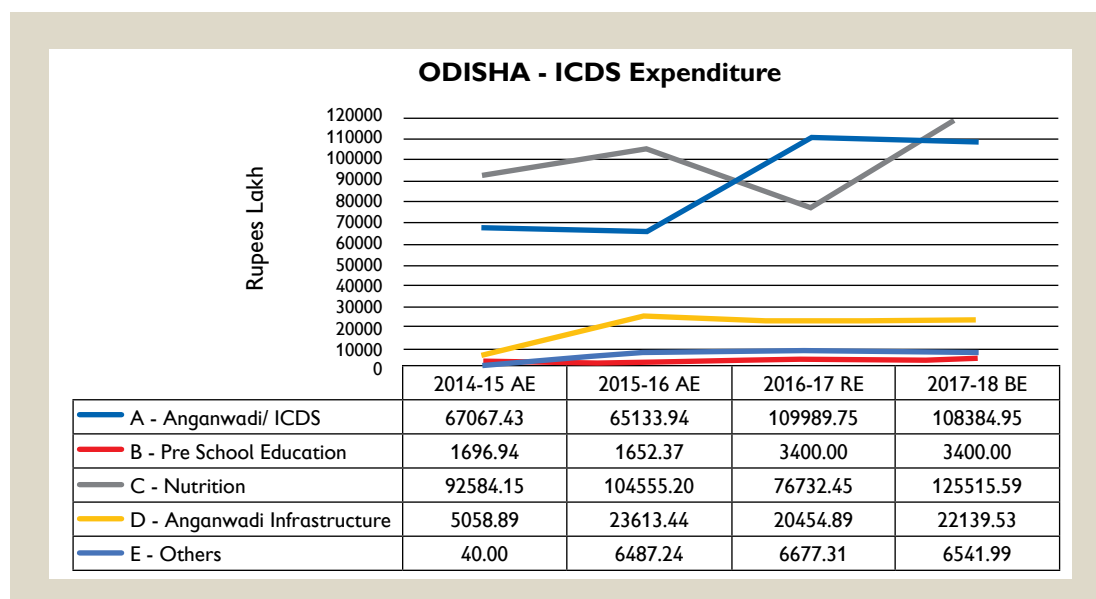 ODISHA - ICDS Expenditure
Rupees Lakh
120000
110000
100000
90000
80000
70000
60000
50000
40000
30000
20000
10000
0
2014-15 AE 2015-16 AE 2016-17 RE 2017-18 BE
A - Anganwadi/ ICDS 67067.43 65133.94 109989.75 108384.95
B - Pre School Education 1696.94 1652.37 3400.00 3400.00
C - Nutrition 92584.15 104555.20 76732.45 125515.59
D - Anganwadi Infrastructure 5058.89 23613.44 20454.89 22139.53
E - Others 40.00 6487.24 6677.31 6541.99